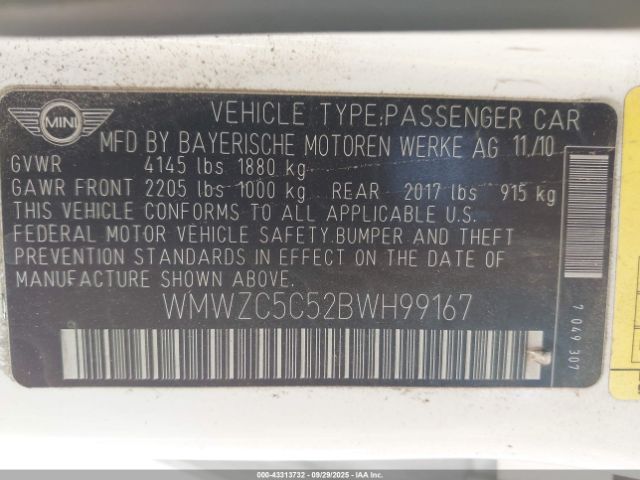 MINI
VEHICLE TYPE:PASSENGER CAR
MFD BY BAYERISCHE MOTOREN WERKE AG 11/10
GVWR 4145 lbs 1880 kg
GAWR FRONT 2205 lbs 1000 kg REAR 2017 lbs 915 kg
THIS VEHICLE CONFORMS TO ALL APPLICABLE U.S.
FEDERAL MOTOR VEHICLE SAFETY.BUMPER AND THEFT
PREVENTION STANDARDS IN EFFECT ON THE DATE OF
MANUFACTURE SHOWN ABOVE.
WMWZC5C52BWH99167
7 049 307
000-43313732 - 09/29/2025 - IAAI.COM